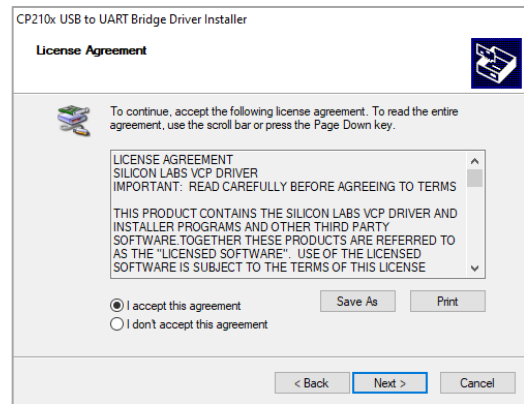 CP210x USB to UART Bridge Driver Installer
License Agreement
To continue, accept the following license agreement. To read the entire
agreement, use the scroll bar or press the Page Down key.
LICENSE AGREEMENT
SILICON LABS VCP DRIVER
IMPORTANT: READ CAREFULLY BEFORE AGREEING TO TERMS
THIS PRODUCT CONTAINS THE SILICON LABS VCP DRIVER AND
INSTALLER PROGRAMS AND OTHER THIRD PARTY
SOFTWARE.TOGETHER THESE PRODUCTS ARE REFERRED TO
AS THE "LICENSED SOFTWARE". USE OF THE LICENSED
SOFTWARE IS SUBJECT TO THE TERMS OF THIS LICENSE
I accept this agreement
Save As
Print
I don't accept this agreement
< Back
Next >
Cancel